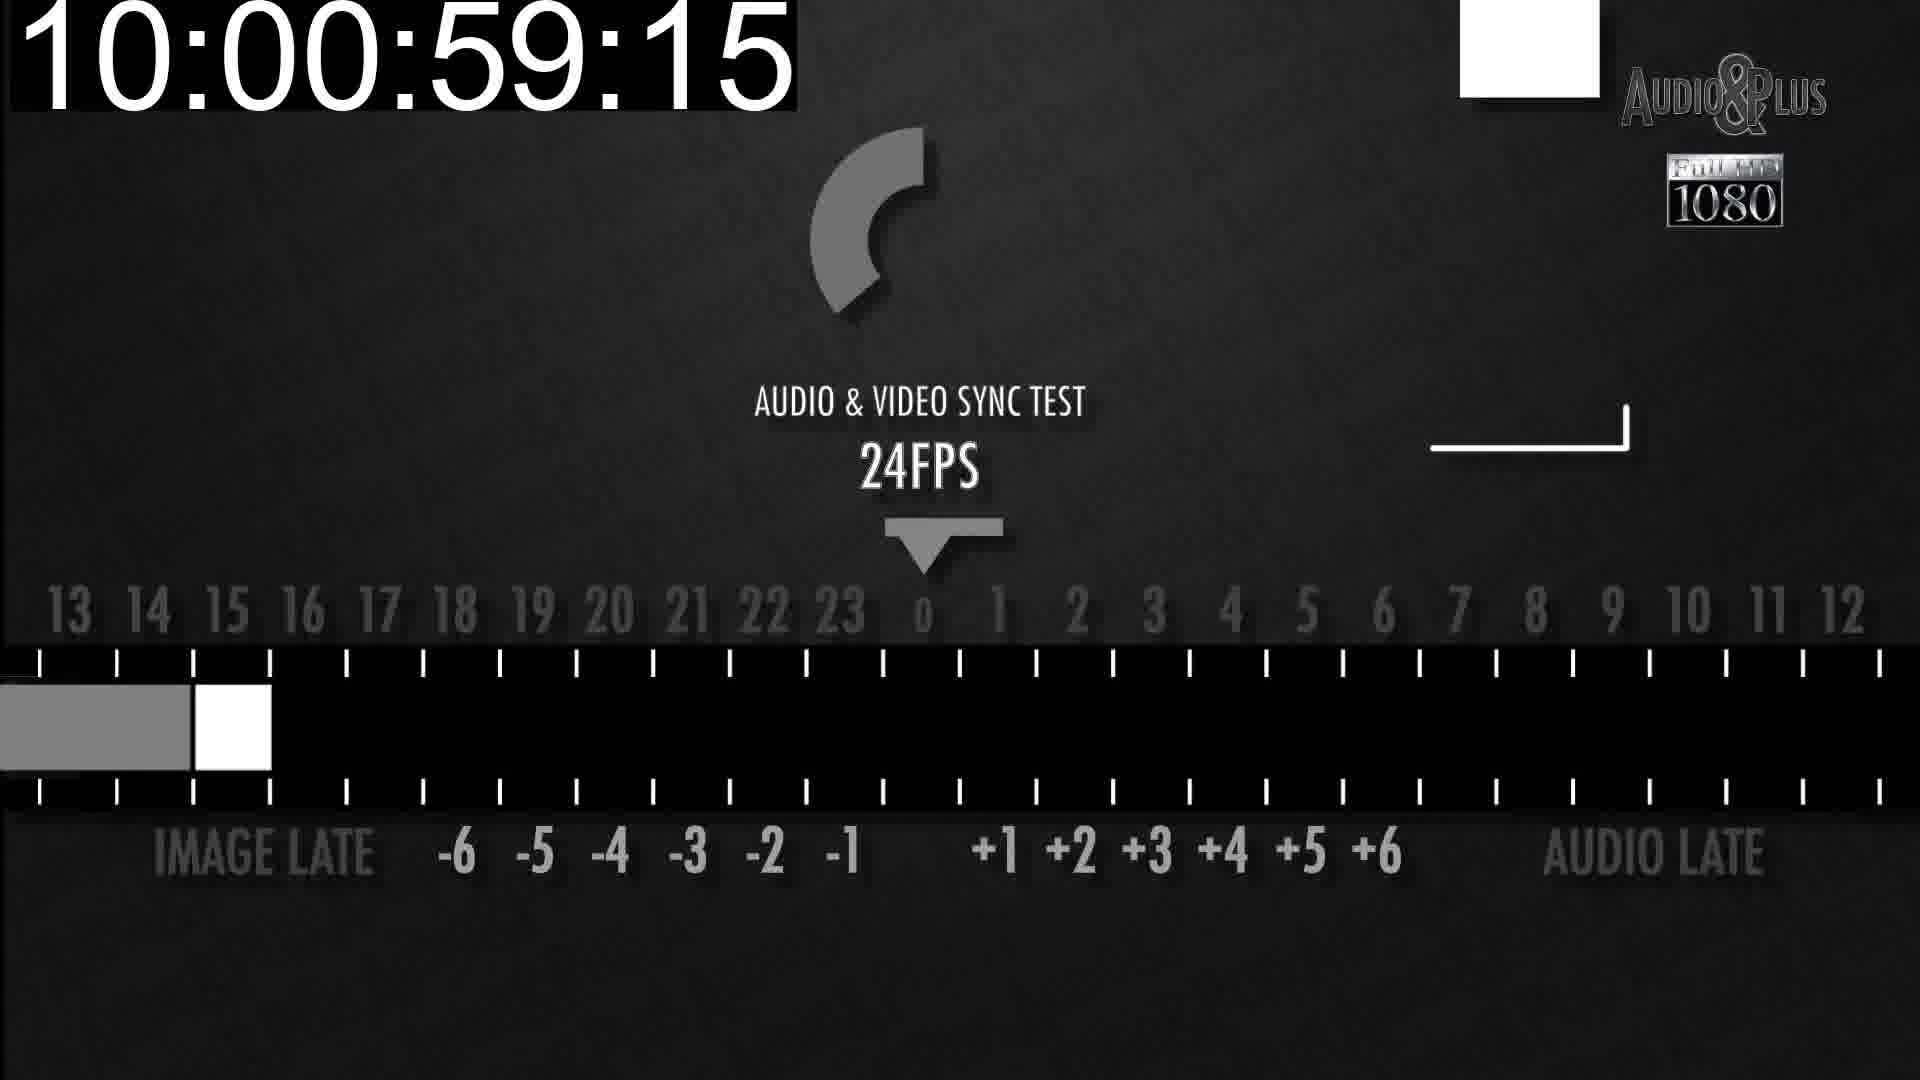 10:00:59:15
AUDIO & PLUS
Full HD
1080
AUDIO & VIDEO SYNC TEST
24FPS
13 14 15 16 17 18 19 20 21 22 23 0 1 2 3 4 5 6 7 8 9 10 11 12
IMAGE LATE -6 -5 -4 -3 -2 -1 +1 +2 +3 +4 +5 +6 AUDIO LATE